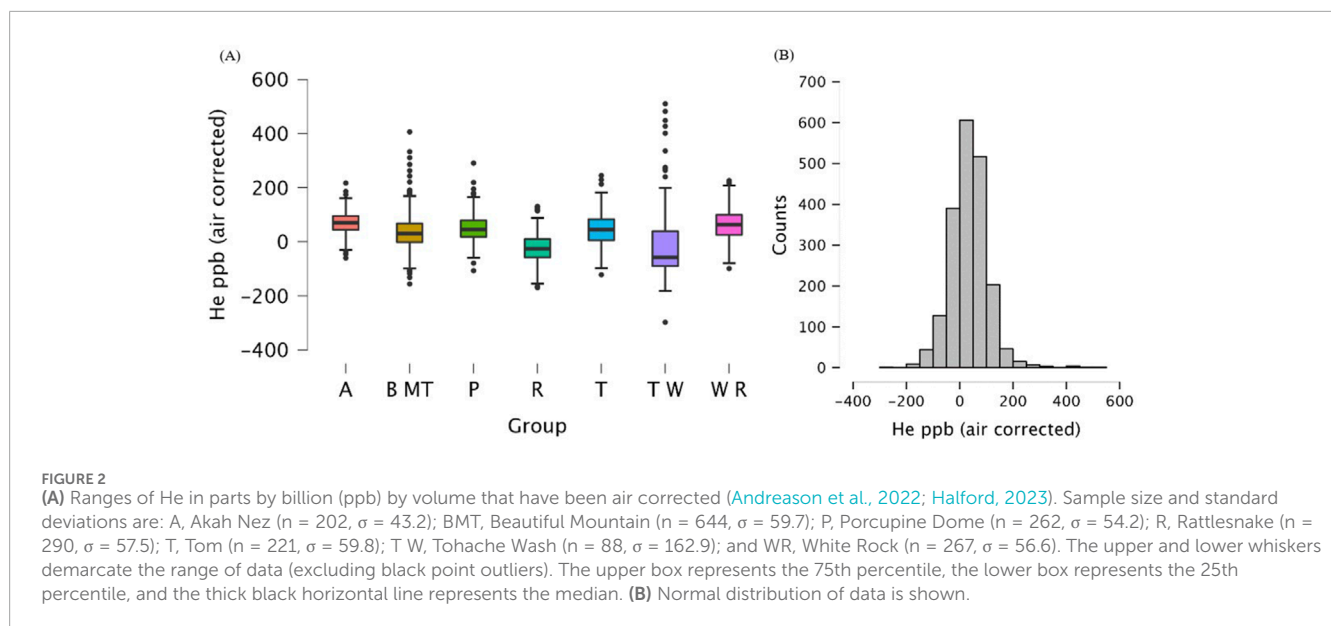 (A)
600
400
200
0
−200
−400
He ppb (air corrected)
A
B MT
P
R
T
T W
W R
Group
(B)
700
600
500
400
300
200
100
0
Counts
-400
-200
0
200
400
600
He ppb (air corrected)
FIGURE 2
(A) Ranges of He in parts by billion (ppb) by volume that have been air corrected (Andreason et al., 2022; Halford, 2023). Sample size and standard
deviations are: A, Akah Nez (n = 202, σ = 43.2); BMT, Beautiful Mountain (n = 644, σ = 59.7); P, Porcupine Dome (n = 262, σ = 54.2); R, Rattlesnake (n =
290, σ = 57.5); T, Tom (n = 221, σ = 59.8); T W, Tohache Wash (n = 88, σ = 162.9); and WR, White Rock (n = 267, σ = 56.6). The upper and lower whiskers
demarcate the range of data (excluding black point outliers). The upper box represents the 75th percentile, the lower box represents the 25th
percentile, and the thick black horizontal line represents the median. (B) Normal distribution of data is shown.